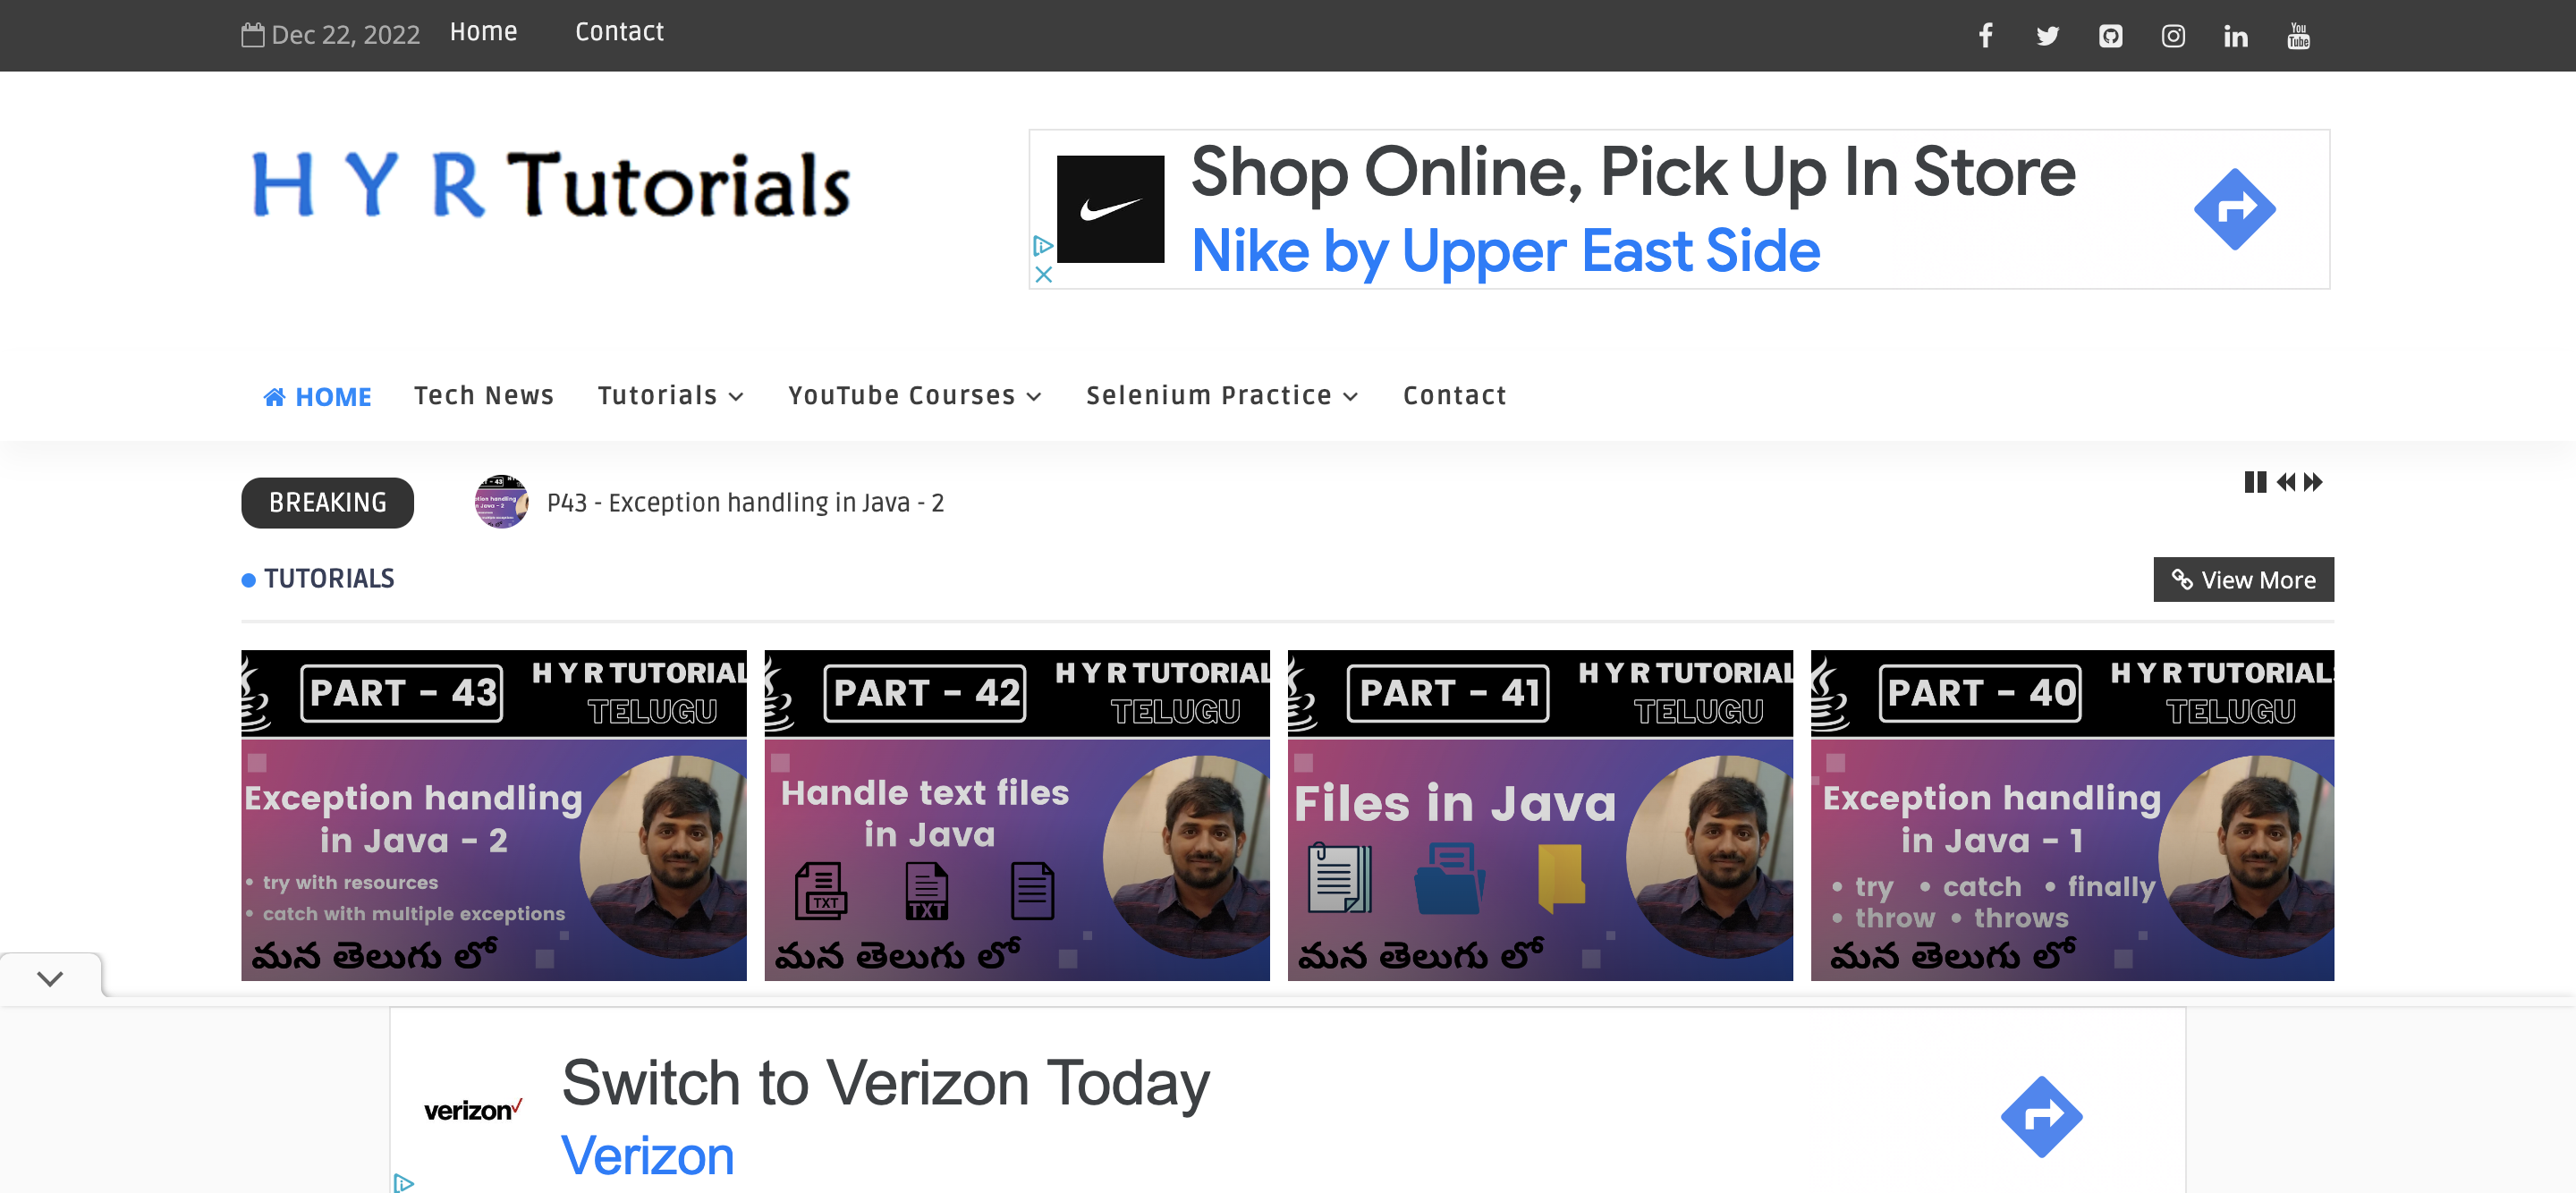 Dec 22, 2022 Home Contact
You
Tube
H Y R Tutorials
Shop Online, Pick Up In Store
Nike by Upper East Side
HOME Tech News Tutorials YouTube Courses Selenium Practice Contact
BREAKING P43 - Exception handling in Java - 2
TUTORIALS
View More
PART - 43
H Y R TUTORIAL
TELUGU
Exception handling
in Java - 2
• try with resources
• catch with multiple exceptions
మన తెలుగు లో
PART - 42
H Y R TUTORIAL
TELUGU
Handle text files
in Java
TXT
TXT
మన తెలుగు లో
PART - 41
H Y R TUTORIAL
TELUGU
Files in Java
మన తెలుగు లో
PART - 40
H Y R TUTORIAL
TELUGU
Exception handling
in Java - 1
• try • catch • finally
• throw • throws
మన తెలుగు లో
verizon
Switch to Verizon Today
Verizon